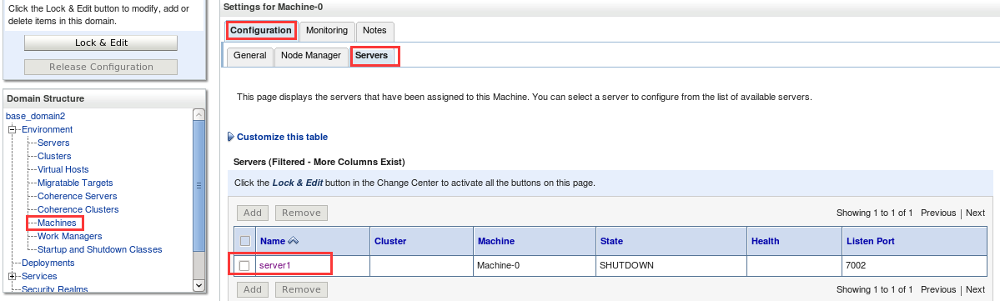 Click the Lock & Edit button to modify, add or
delete items in this domain.
Lock & Edit
Release Configuration
Domain Structure
base_domain2
Environment
Servers
Clusters
Virtual Hosts
Migratable Targets
Coherence Servers
Coherence Clusters
Machines
Work Managers
Startup and Shutdown Classes
Deployments
Services
Security Realms
Settings for Machine-0
Configuration Monitoring Notes
General Node Manager Servers
This page displays the servers that have been assigned to this Machine. You can select a server to configure from the list of available servers.
Customize this table
Servers (Filtered - More Columns Exist)
Click the Lock & Edit button in the Change Center to activate all the buttons on this page.
Add Remove Showing 1 to 1 of 1 Previous | Next
Name Cluster Machine State Health Listen Port
server1 Machine-0 SHUTDOWN 7002
Add Remove Showing 1 to 1 of 1 Previous | Next